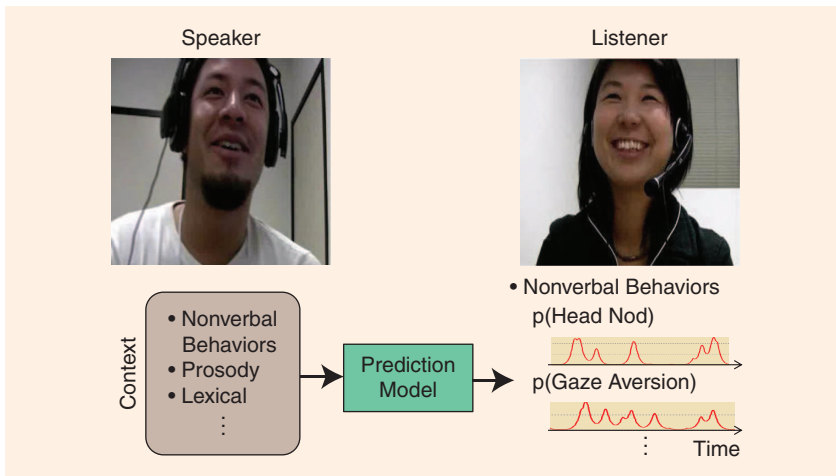 Speaker
Listener
Context
• Nonverbal
Behaviors
• Prosody
• Lexical
⋮
Prediction
Model
• Nonverbal Behaviors
p(Head Nod)
p(Gaze Aversion)
⋮
Time